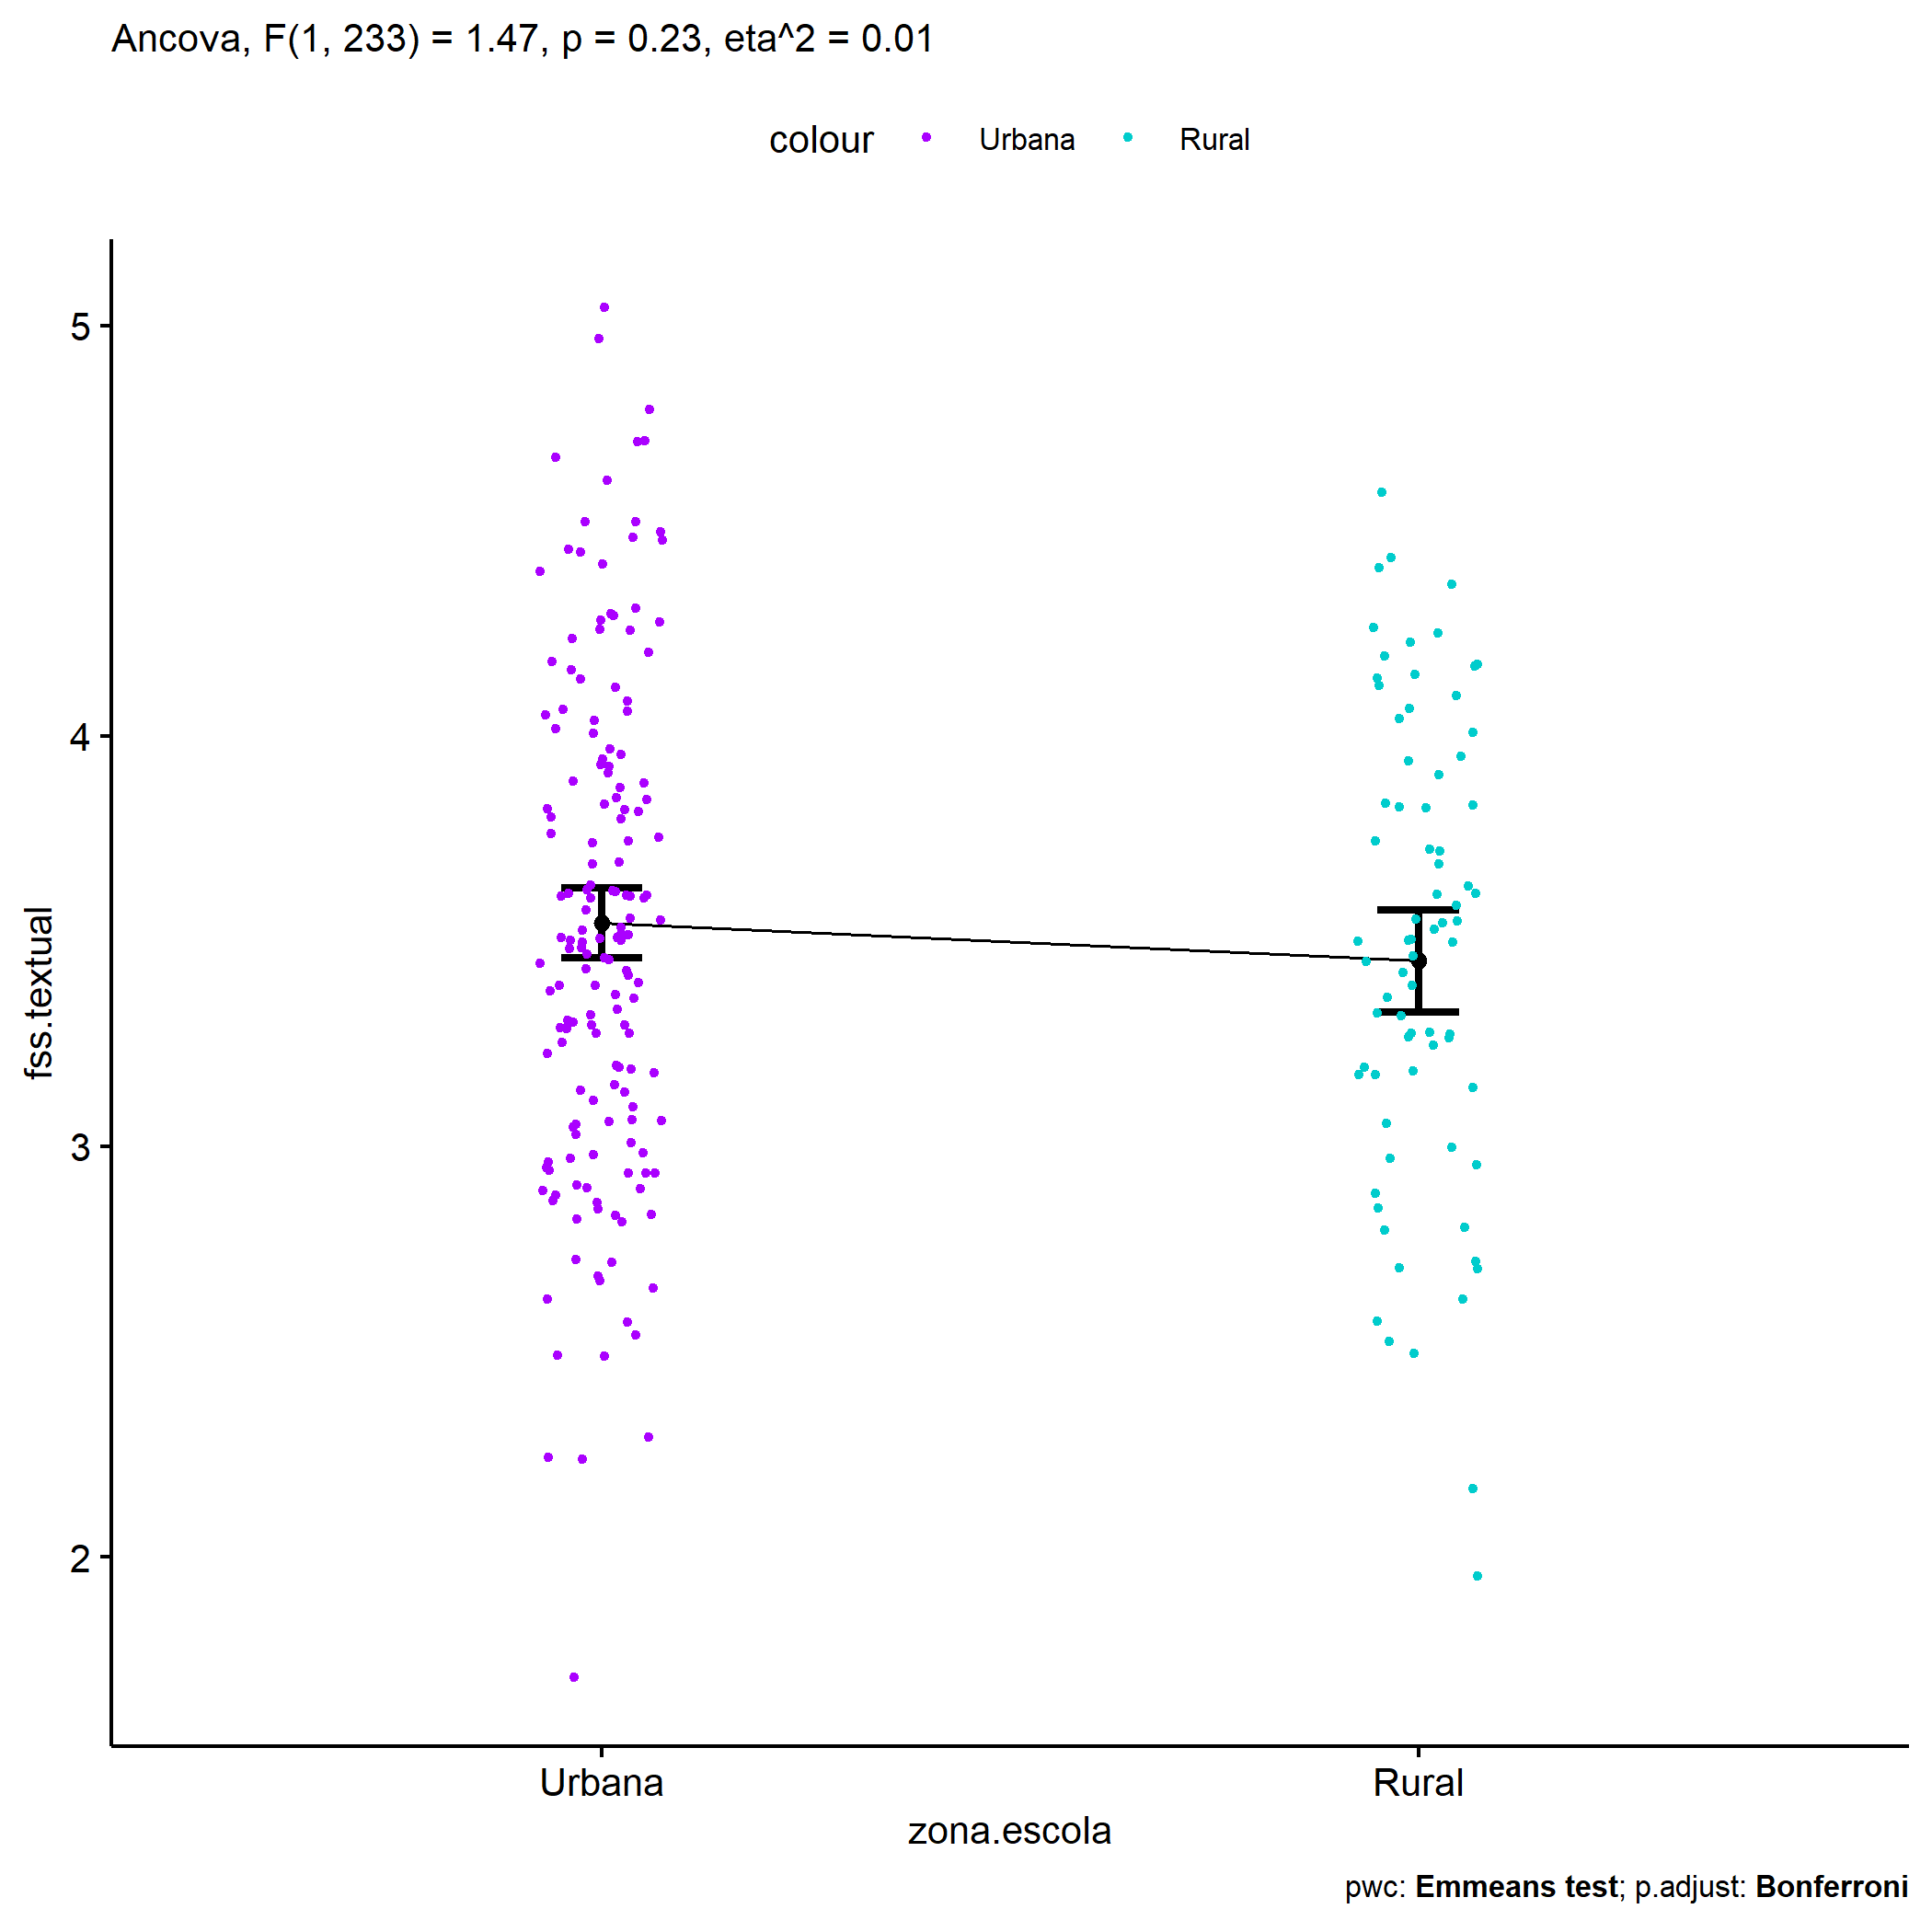 Ancova, F(1, 233) = 1.47, p = 0.23, eta^2 = 0.01
colour Urbana Rural
5
4
3
2
fss.textual
Urbana Rural
zona.escola
pwc: Emmeans test; p.adjust: Bonferroni